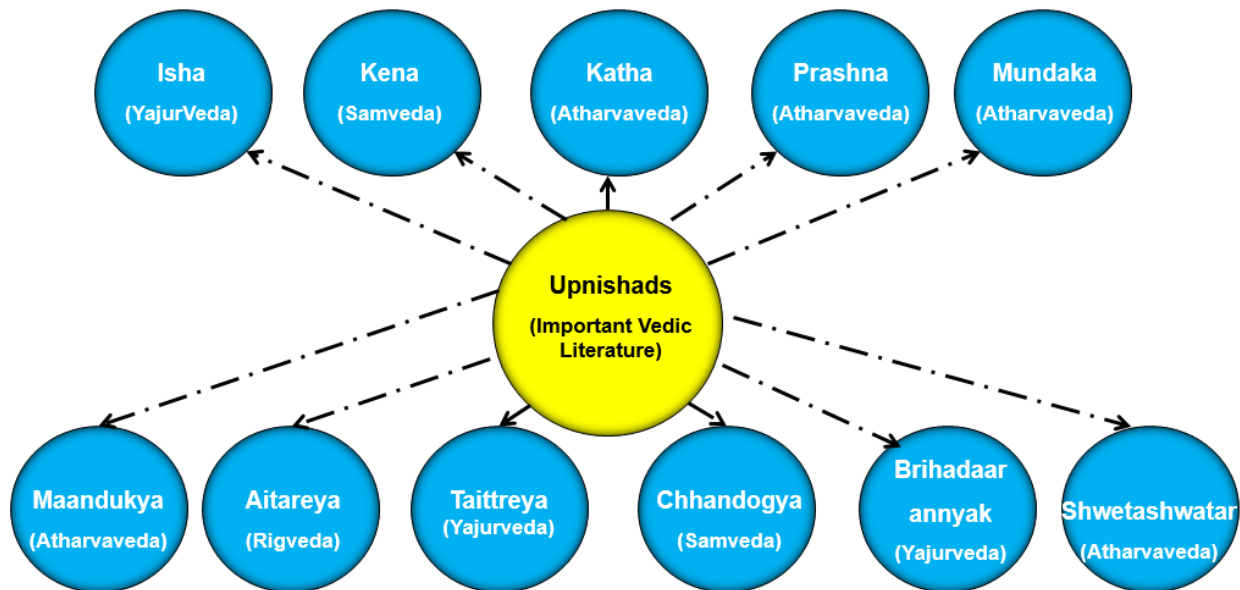 Isha
(YajurVeda)
Kena
(Samveda)
Katha
(Atharvaveda)
Prashna
(Atharvaveda)
Mundaka
(Atharvaveda)
Upnishads
(Important Vedic
Literature)
Maandukya
(Atharvaveda)
Aitareya
(Rigveda)
Taittreya
(Yajurveda)
Chhandogya
(Samveda)
Brihadaar
annyak
(Yajurveda)
Shwetashwatar
(Atharvaveda)